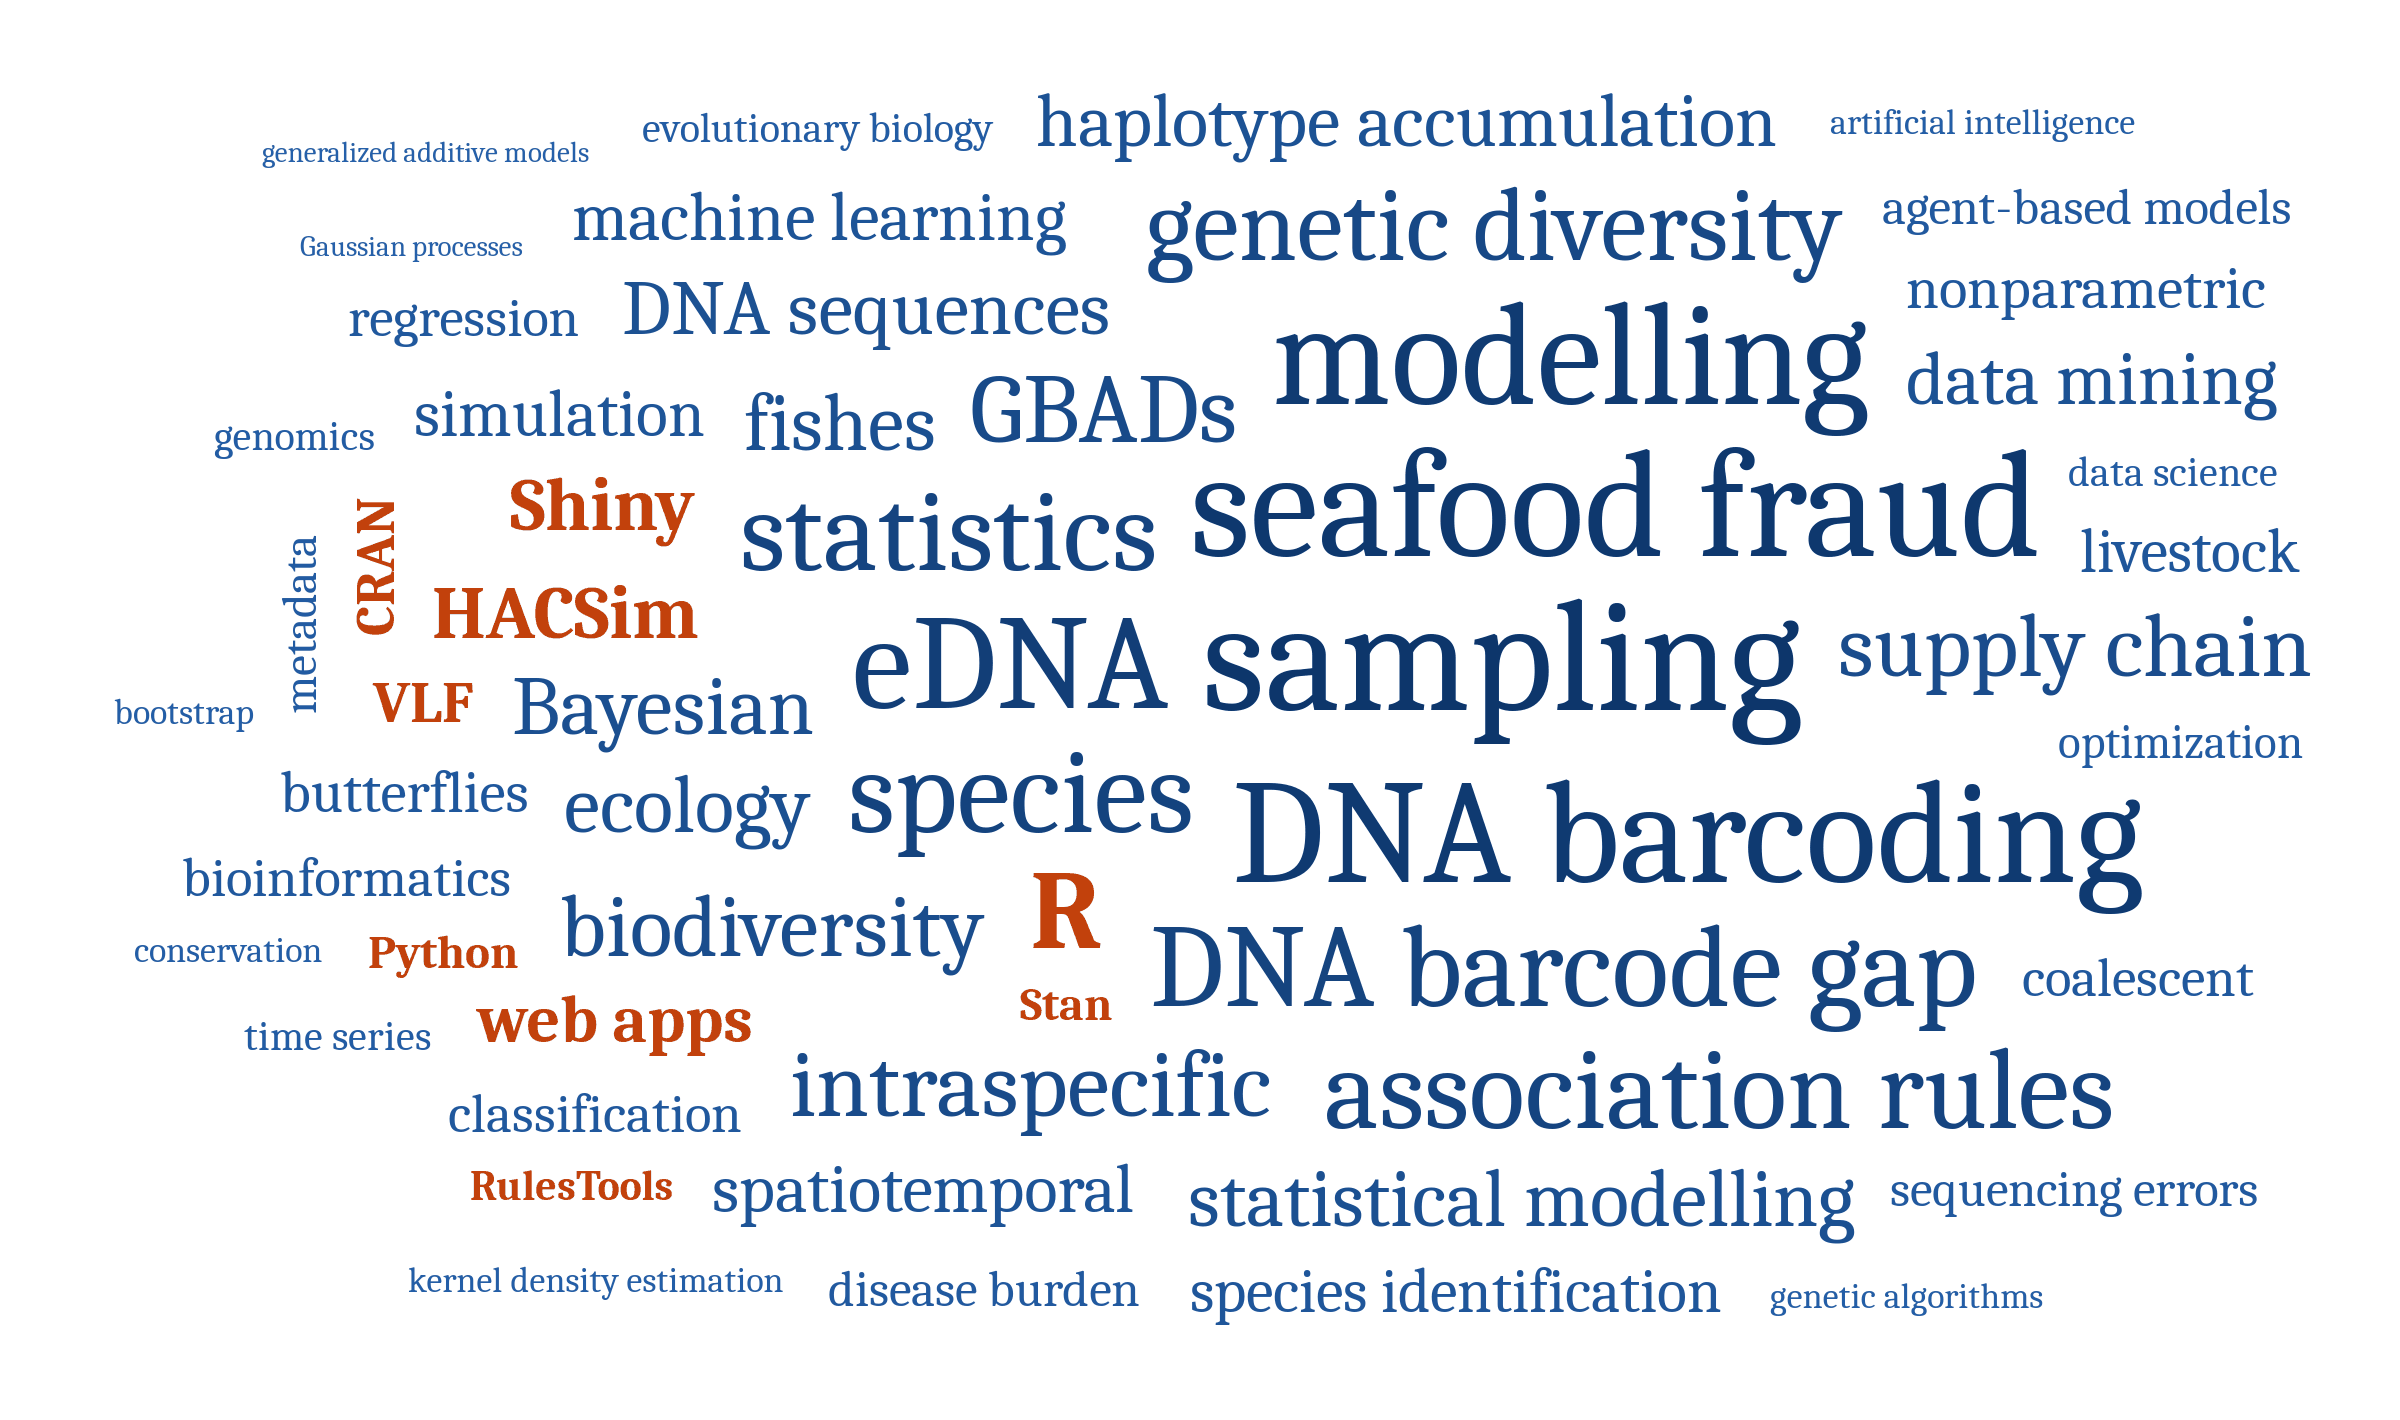 haplotype accumulation
artificial intelligence
evolutionary biology
generalized additive models
machine learning
genetic diversity
agent-based models
Gaussian processes
nonparametric
regression
DNA sequences
modelling
data mining
genomics
simulation
fishes
GBADs
Shiny
statistics
seafood fraud
data science
livestock
CRAN
metadata
HACSim
eDNA
sampling
supply chain
bootstrap
VLF
Bayesian
optimization
butterflies
ecology
species
DNA barcoding
bioinformatics
biodiversity
R
conservation
Python
DNA barcode gap
coalescent
Stan
time series
web apps
intraspecific
association rules
classification
RulesTools
spatiotemporal
statistical modelling
sequencing errors
kernel density estimation
disease burden
species identification
genetic algorithms